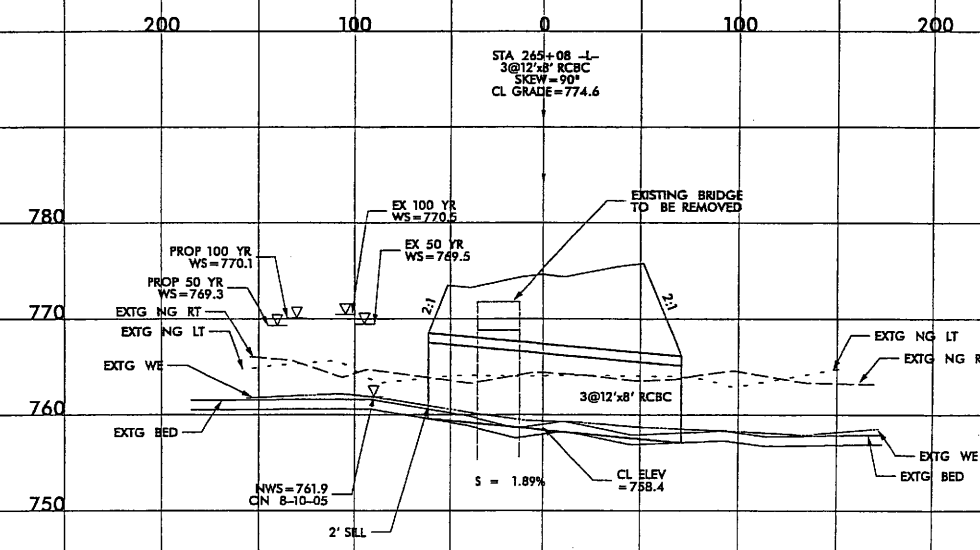 200 100 0 100 200
STA 265+08 -L-
3@12'x8' RCBC
SKEW=90°
CL GRADE=774.6
EXISTING BRIDGE
TO BE REMOVED
EX 100 YR
WS=770.5
780
EX 50 YR
WS=769.5
PROP 100 YR
WS=770.1
PROP 50 YR
WS=769.3
2:1
2:1
EXTG NG RT
770
EXTG NG LT
EXTG NG LT
EXTG NG R
EXTG WE
3@12'x8' RCBC
760
EXTG BED
EXTG WE
EXTG BED
S = 1.89%
CL ELEV
=758.4
NWS=761.9
ON 8-10-05
750
2' SILL